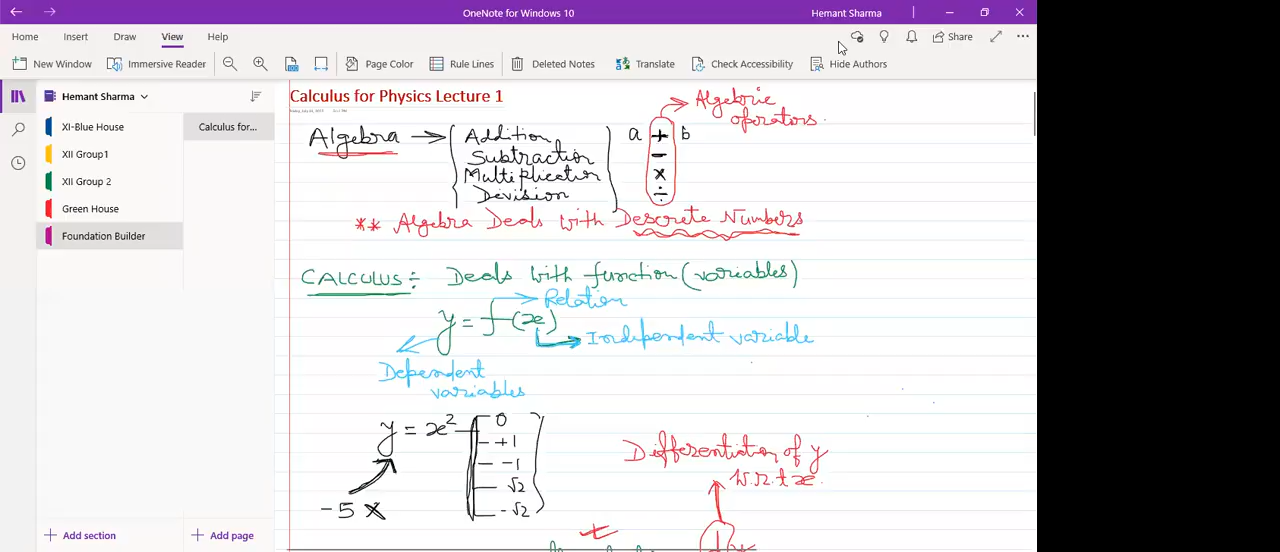 OneNote for Windows 10
Hemant Sharma
Home Insert Draw View Help
Share
New Window Immersive Reader Page Color Rule Lines Deleted Notes Translate Check Accessibility Hide Authors
Hemant Sharma
XI-Blue House
XII Group1
XII Group 2
Green House
Foundation Builder
Calculus for...
Add section
Add page
Calculus for Physics Lecture 1
Algebra → Addition
Subtraction
Multiplication
Division
a + b
-
×
÷
Algebric
operators.
** Algebra Deals with Descrete Numbers
CALCULUS:- Deals with function (variables)
Relation
y = f(x)
Independent variable
Dependent
variables
y = x² 0
+1
-1
√2
-√2
-5 ×
Differentiation of y
w.r.t x.